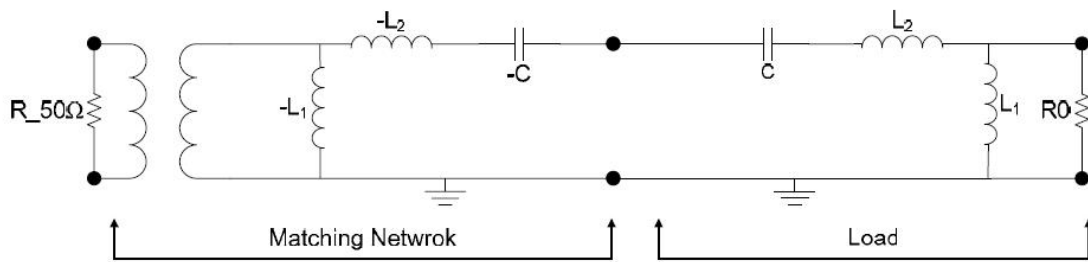 -L₂
-C
C
L₂
R_50Ω
-L₁
L₁
R0
Matching Netwrok
Load